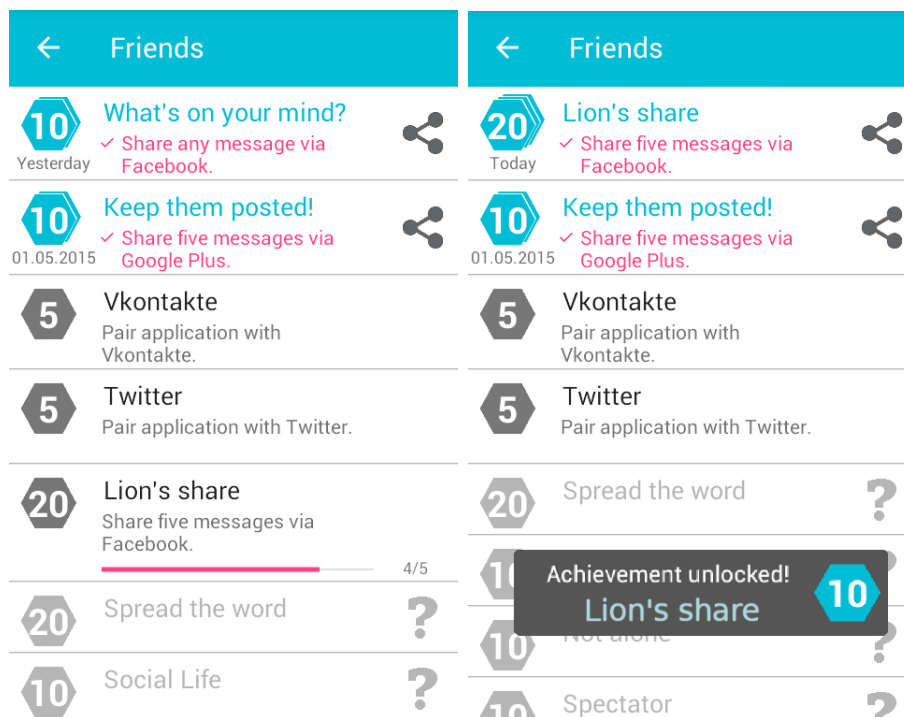 Friends
10
What's on your mind?
✓ Share any message via
Facebook.
Yesterday
10
Keep them posted!
✓ Share five messages via
Google Plus.
01.05.2015
5
Vkontakte
Pair application with
Vkontakte.
5
Twitter
Pair application with Twitter.
20
Lion's share
Share five messages via
Facebook.
4/5
20
Spread the word
?
10
Social Life
?
Friends
20
Lion's share
✓ Share five messages via
Facebook.
Today
10
Keep them posted!
✓ Share five messages via
Google Plus.
01.05.2015
5
Vkontakte
Pair application with
Vkontakte.
5
Twitter
Pair application with Twitter.
20
Spread the word
?
10
Achievement unlocked!
Lion's share
10
10
Not alone
?
10
Spectator
?